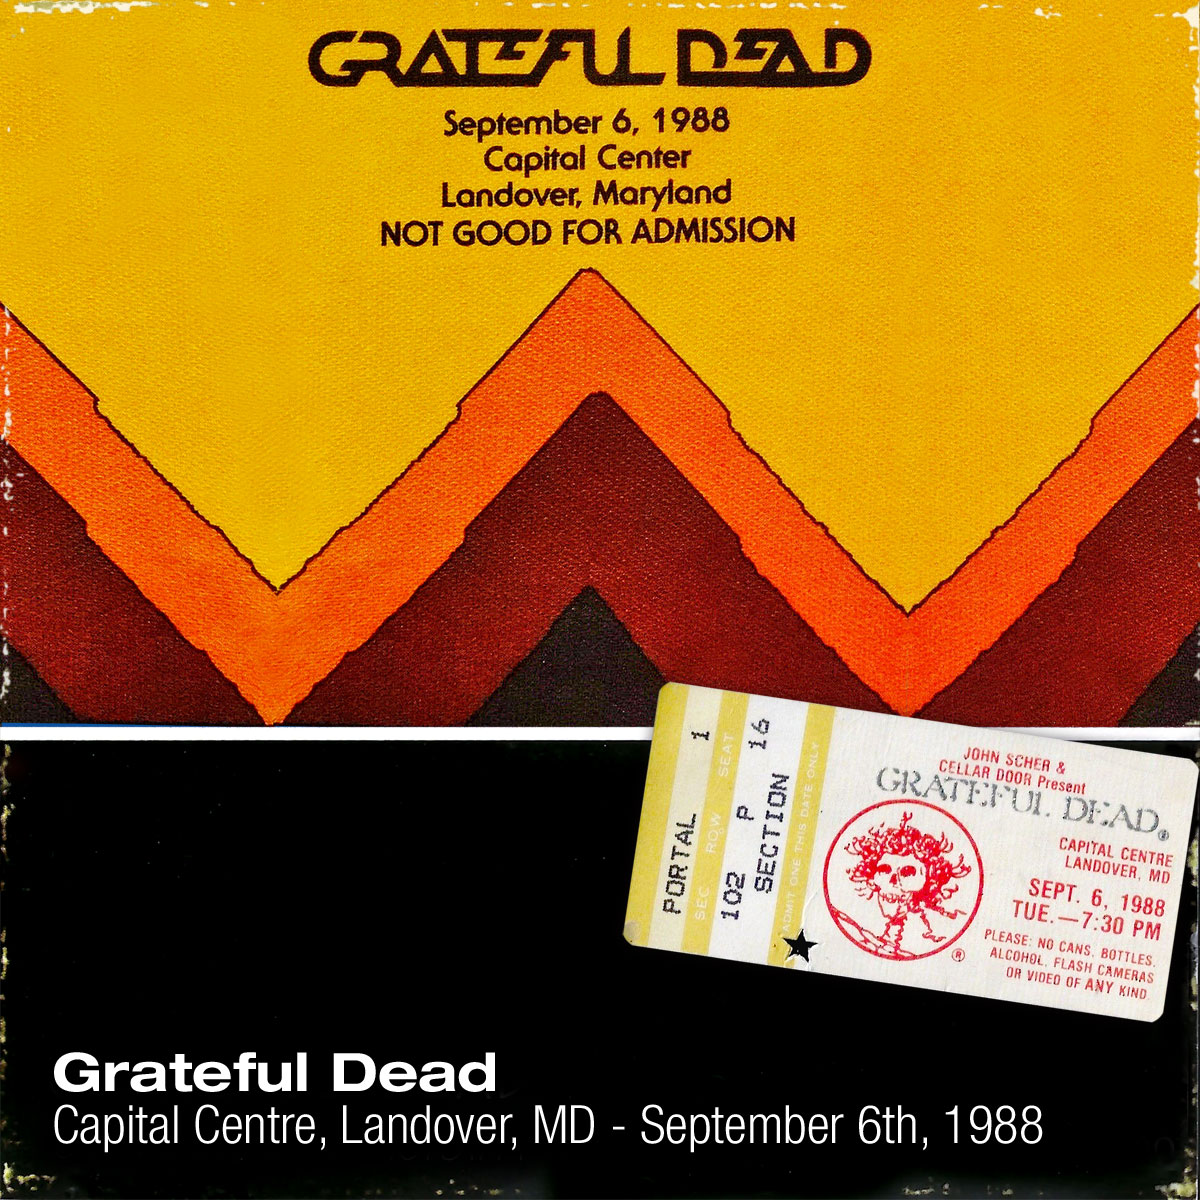 GRATEFUL DEAD
September 6, 1988
Capital Center
Landover, Maryland
NOT GOOD FOR ADMISSION
PORTAL 1
SEC ROW SEAT
102 P 16
SECTION
ADMIT ONE THIS DATE ONLY
JOHN SCHER &
CELLAR DOOR Present
GRATEFUL DEAD®
CAPITAL CENTRE
LANDOVER, MD
SEPT. 6, 1988
TUE.—7:30 PM
PLEASE: NO CANS, BOTTLES,
ALCOHOL, FLASH CAMERAS
OR VIDEO OF ANY KIND
®
Grateful Dead
Capital Centre, Landover, MD - September 6th, 1988